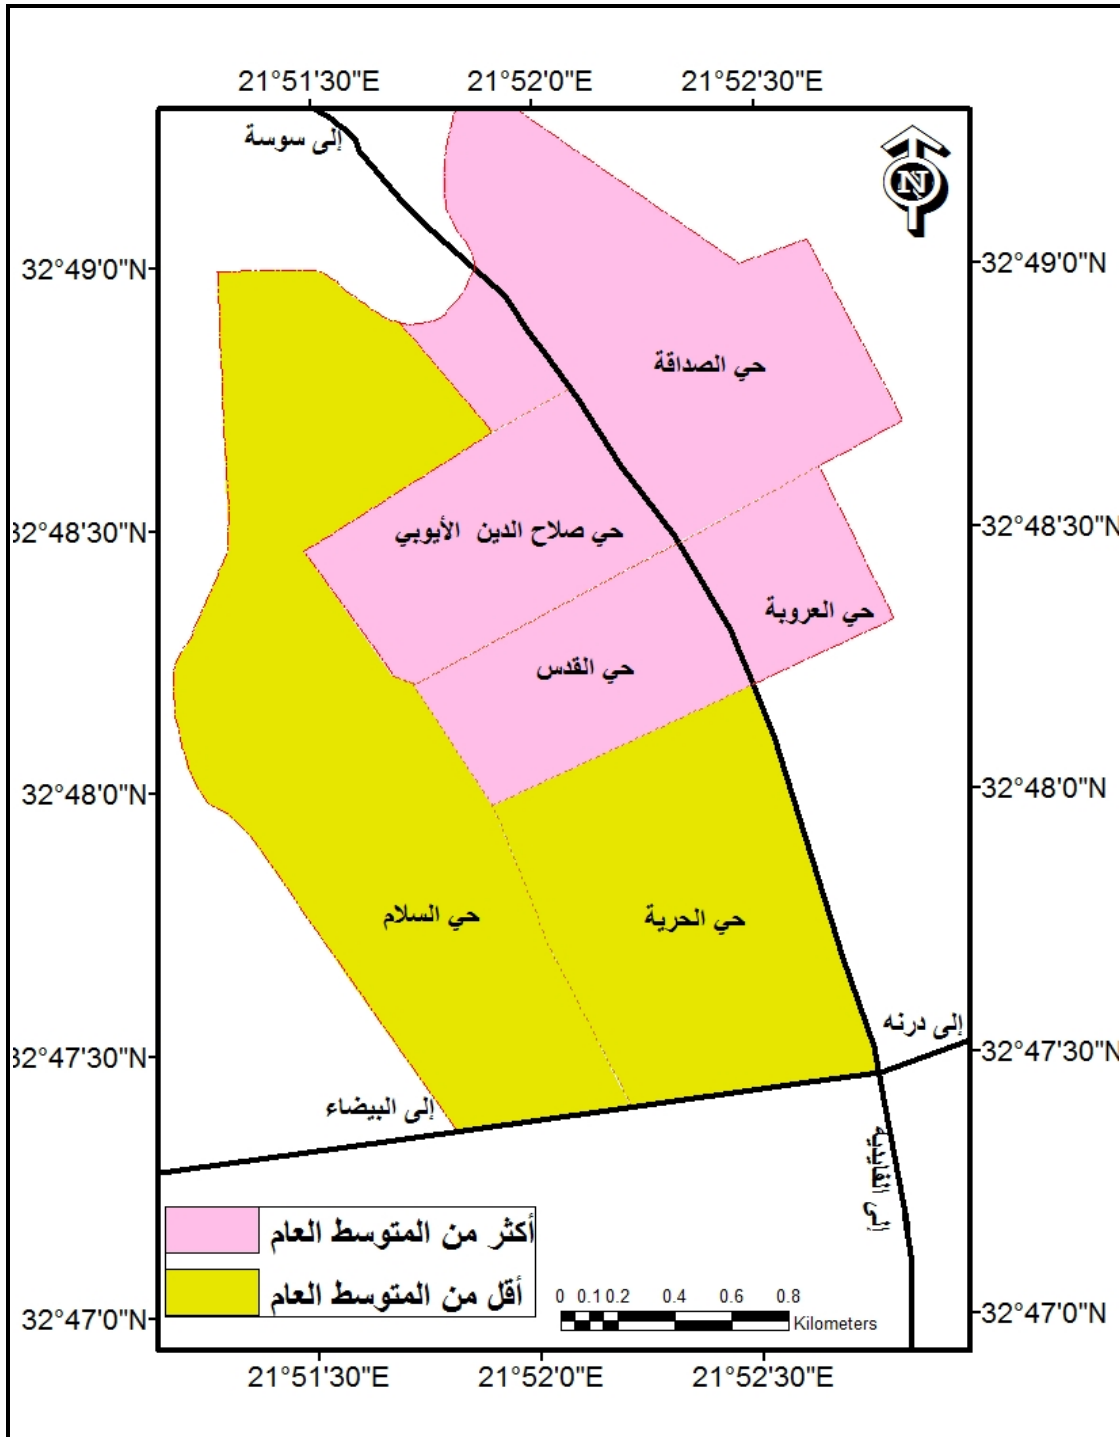 21°51'30"E 21°52'0"E 21°52'30"E
إلى سوسة
N
32°49'0"N 32°49'0"N
حي الصداقة
32°48'30"N 32°48'30"N
حي صلاح الدين الأيوبي
حي العروبة
حي القدس
32°48'0"N 32°48'0"N
حي السلام
حي الحرية
إلى درنه
32°47'30"N 32°47'30"N
إلى البيضاء
إلى القايدية
أكثر من المتوسط العام
أقل من المتوسط العام
0 0.1 0.2 0.4 0.6 0.8
Kilometers
32°47'0"N 32°47'0"N
21°51'30"E 21°52'0"E 21°52'30"E